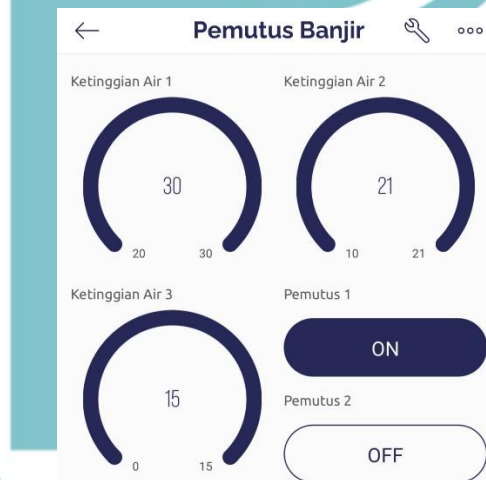 Pemutus Banjir
Ketinggian Air 1
Ketinggian Air 2
30
21
20 30
10 21
Ketinggian Air 3
Pemutus 1
ON
15
Pemutus 2
OFF
0 15